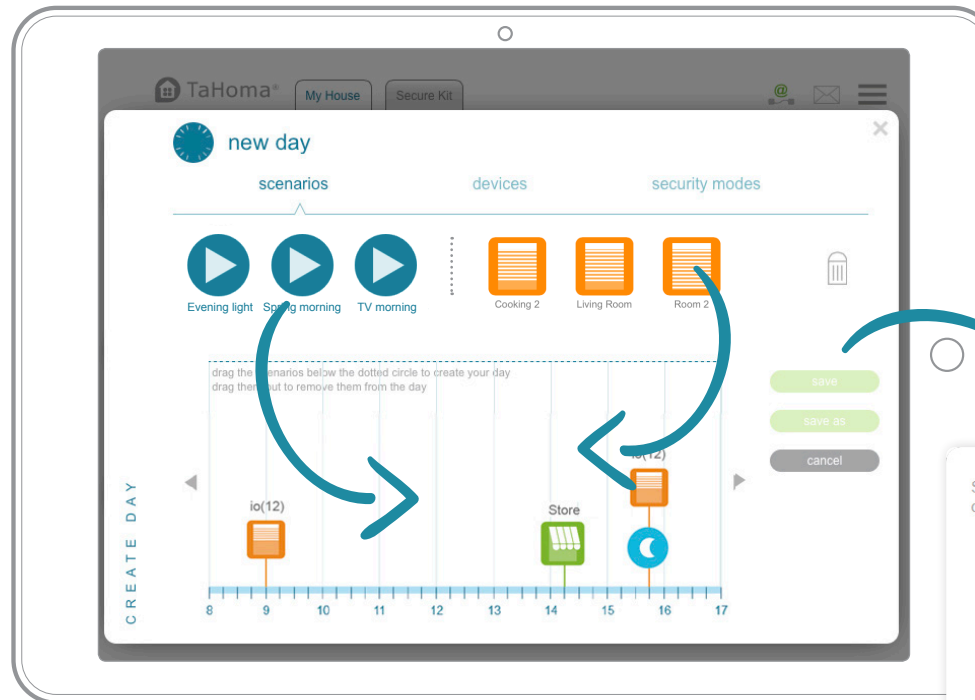 TaHoma®
My House
Secure Kit
@
new day
scenarios
devices
security modes
Evening light
Spring morning
TV morning
Cooking 2
Living Room
Room 2
drag the scenarios below the dotted circle to create your day
drag them out to remove them from the day
save
save as
cancel
CREATE DAY
io(12)
Store
io(12)
8 9 10 11 12 13 14 15 16 17